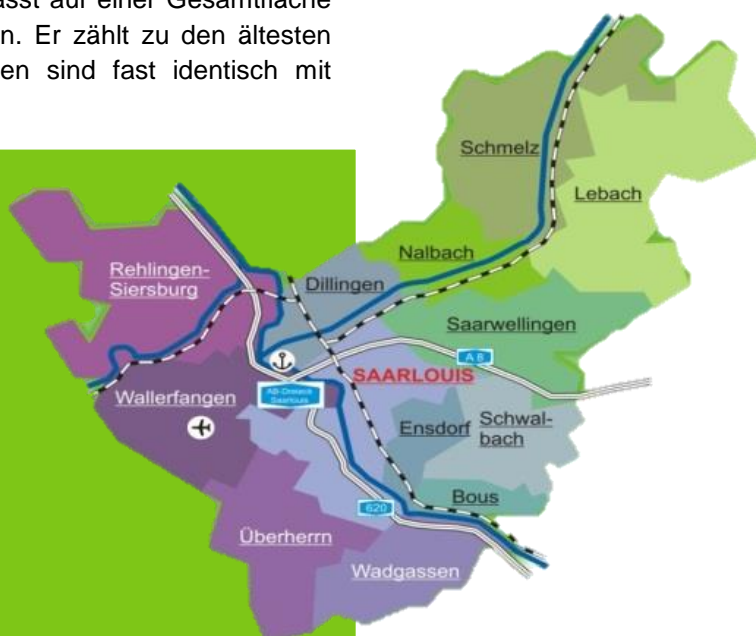 asst auf einer Gesamtfläche
n. Er zählt zu den ältesten
en sind fast identisch mit
Schmelz
Lebach
Nalbach
Rehlingen-
Siersburg
Dillingen
Saarwellingen
A 8
SAARLOUIS
Wallerfangen
AB-Dreieck
Saarlouis
Ensdorf
Schwal-
bach
Bous
620
Überherrn
Wadgassen